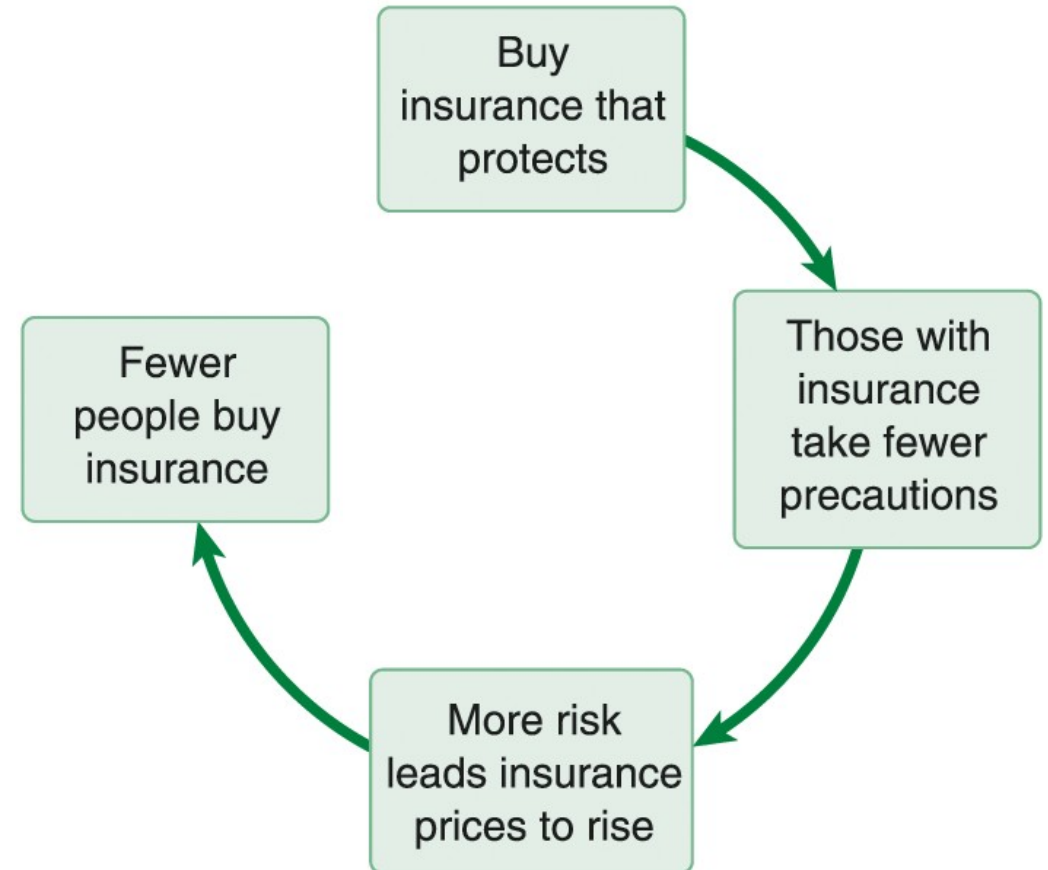 Buy
insurance that
protects
Those with
insurance
take fewer
precautions
More risk
leads insurance
prices to rise
Fewer
people buy
insurance